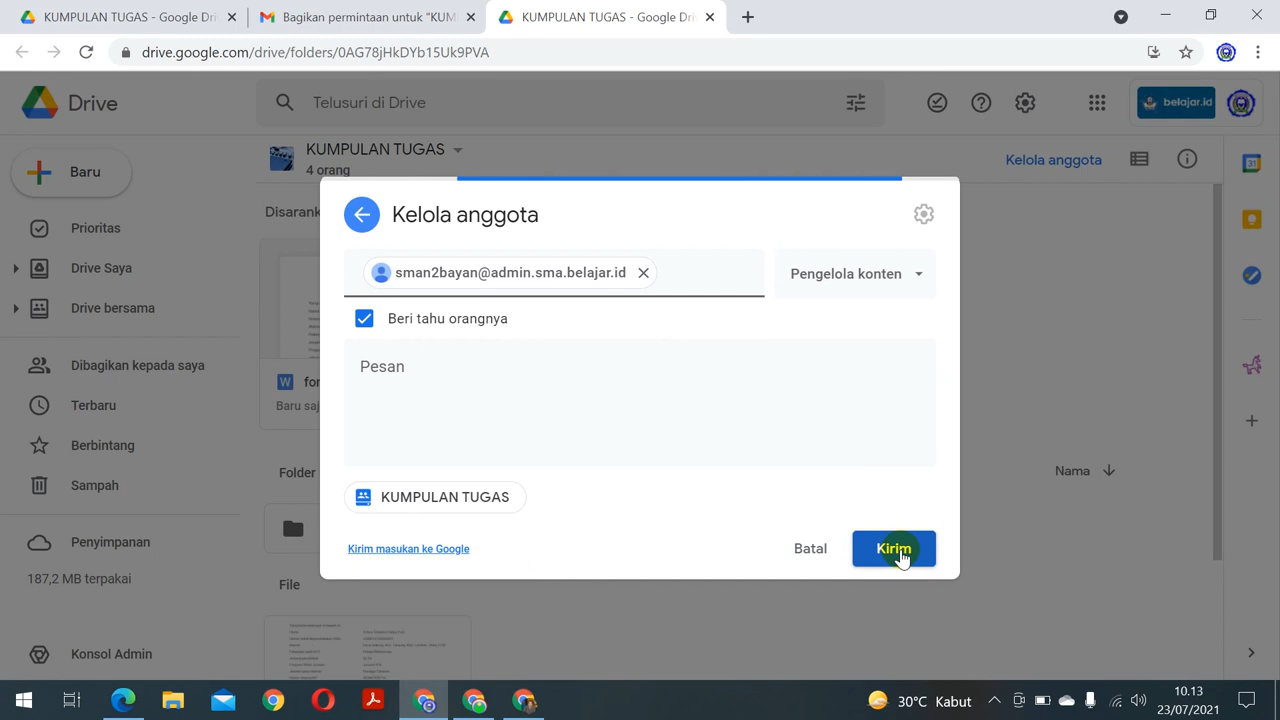 KUMPULAN TUGAS - Google Dri
Bagikan permintaan untuk "KUM
KUMPULAN TUGAS - Google Dri
drive.google.com/drive/folders/0AG78jHkDYb15Uk9PVA
Drive
Telusuri di Drive
belajar.id
Baru
KUMPULAN TUGAS
4 orang
Kelola anggota
Prioritas
Drive Saya
Drive bersama
Dibagikan kepada saya
Terbaru
Berbintang
Sampah
Penyimpanan
187,2 MB terpakai
Konsol Admin
Disarank
W for
Baru saj
Folder
Nama
File
Kelola anggota
sman2bayan@admin.sma.belajar.id
Pengelola konten
Beri tahu orangnya
Pesan
KUMPULAN TUGAS
Kirim masukan ke Google
Batal
Kirim
30°C Kabut
10.13
23/07/2021